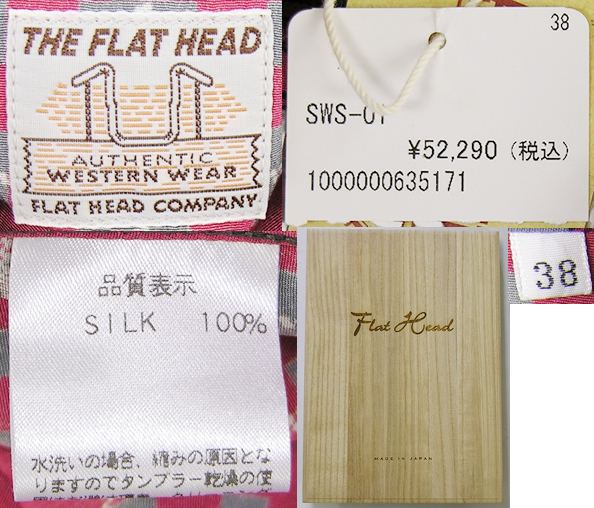 THE FLAT HEAD
AUTHENTIC
WESTERN WEAR
FLAT HEAD COMPANY
38
SWS-01
¥52,290 (税込)
1000000635171
品質表示
SILK 100%
水洗いの場合、縮みの原因とな
りますのでタンブラー乾燥の使
Flat Head
MADE IN JAPAN
38